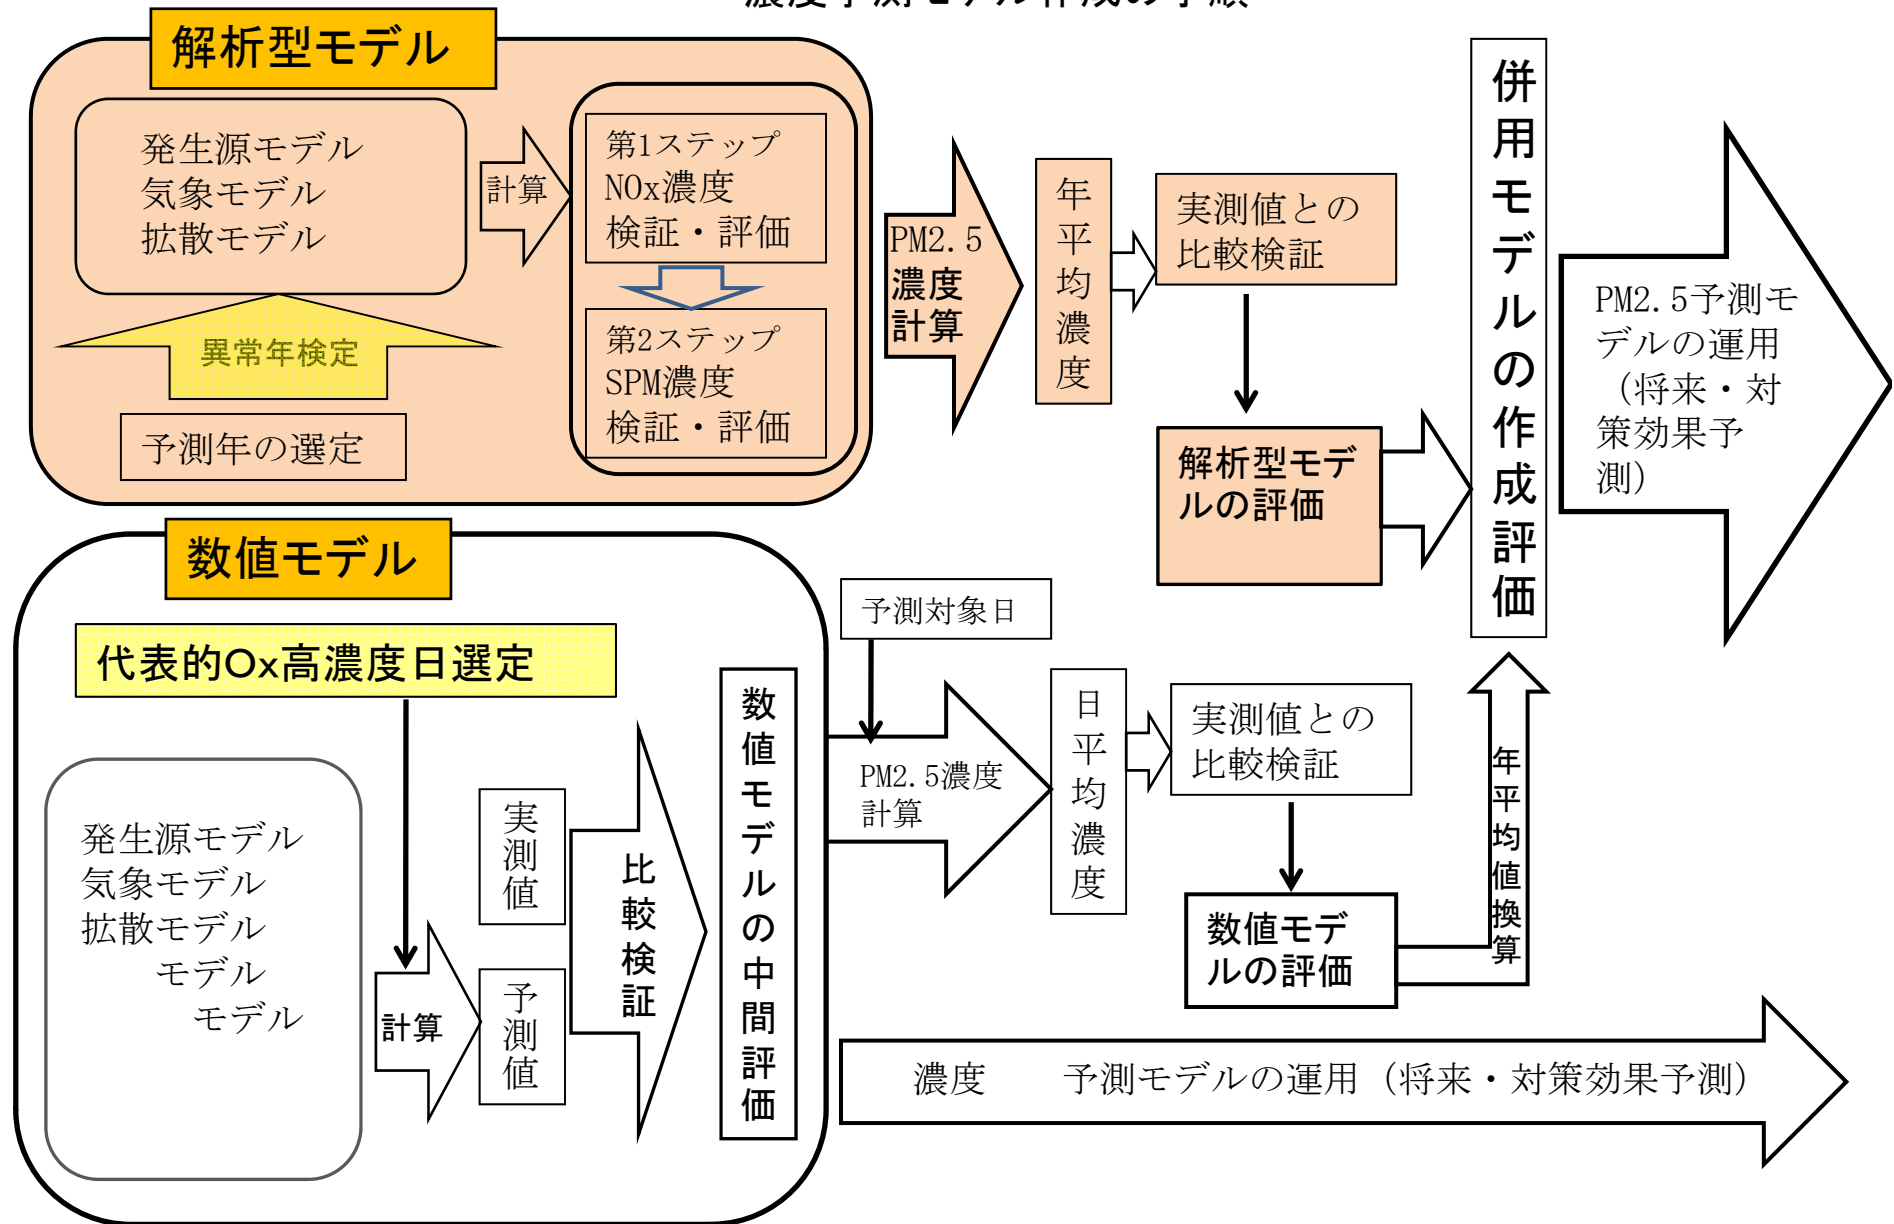 濃度予測モデル作成の手順
解析型モデル
発生源モデル
気象モデル
拡散モデル
計算
第1ステップ
NOx濃度
検証・評価
第2ステップ
SPM濃度
検証・評価
異常年検定
予測年の選定
PM2.5
濃度
計算
年平均濃度
実測値との
比較検証
解析型モデ
ルの評価
併用モデルの作成評価
PM2.5予測モ
デルの運用
（将来・対
策効果予
測）
数値モデル
代表的Ox高濃度日選定
発生源モデル
気象モデル
拡散モデル
モデル
モデル
計算
実測値
予測値
比較検証
数値モデルの中間評価
予測対象日
PM2.5濃度
計算
日平均濃度
実測値との
比較検証
数値モデ
ルの評価
年平均値換算
濃度　　予測モデルの運用（将来・対策効果予測）